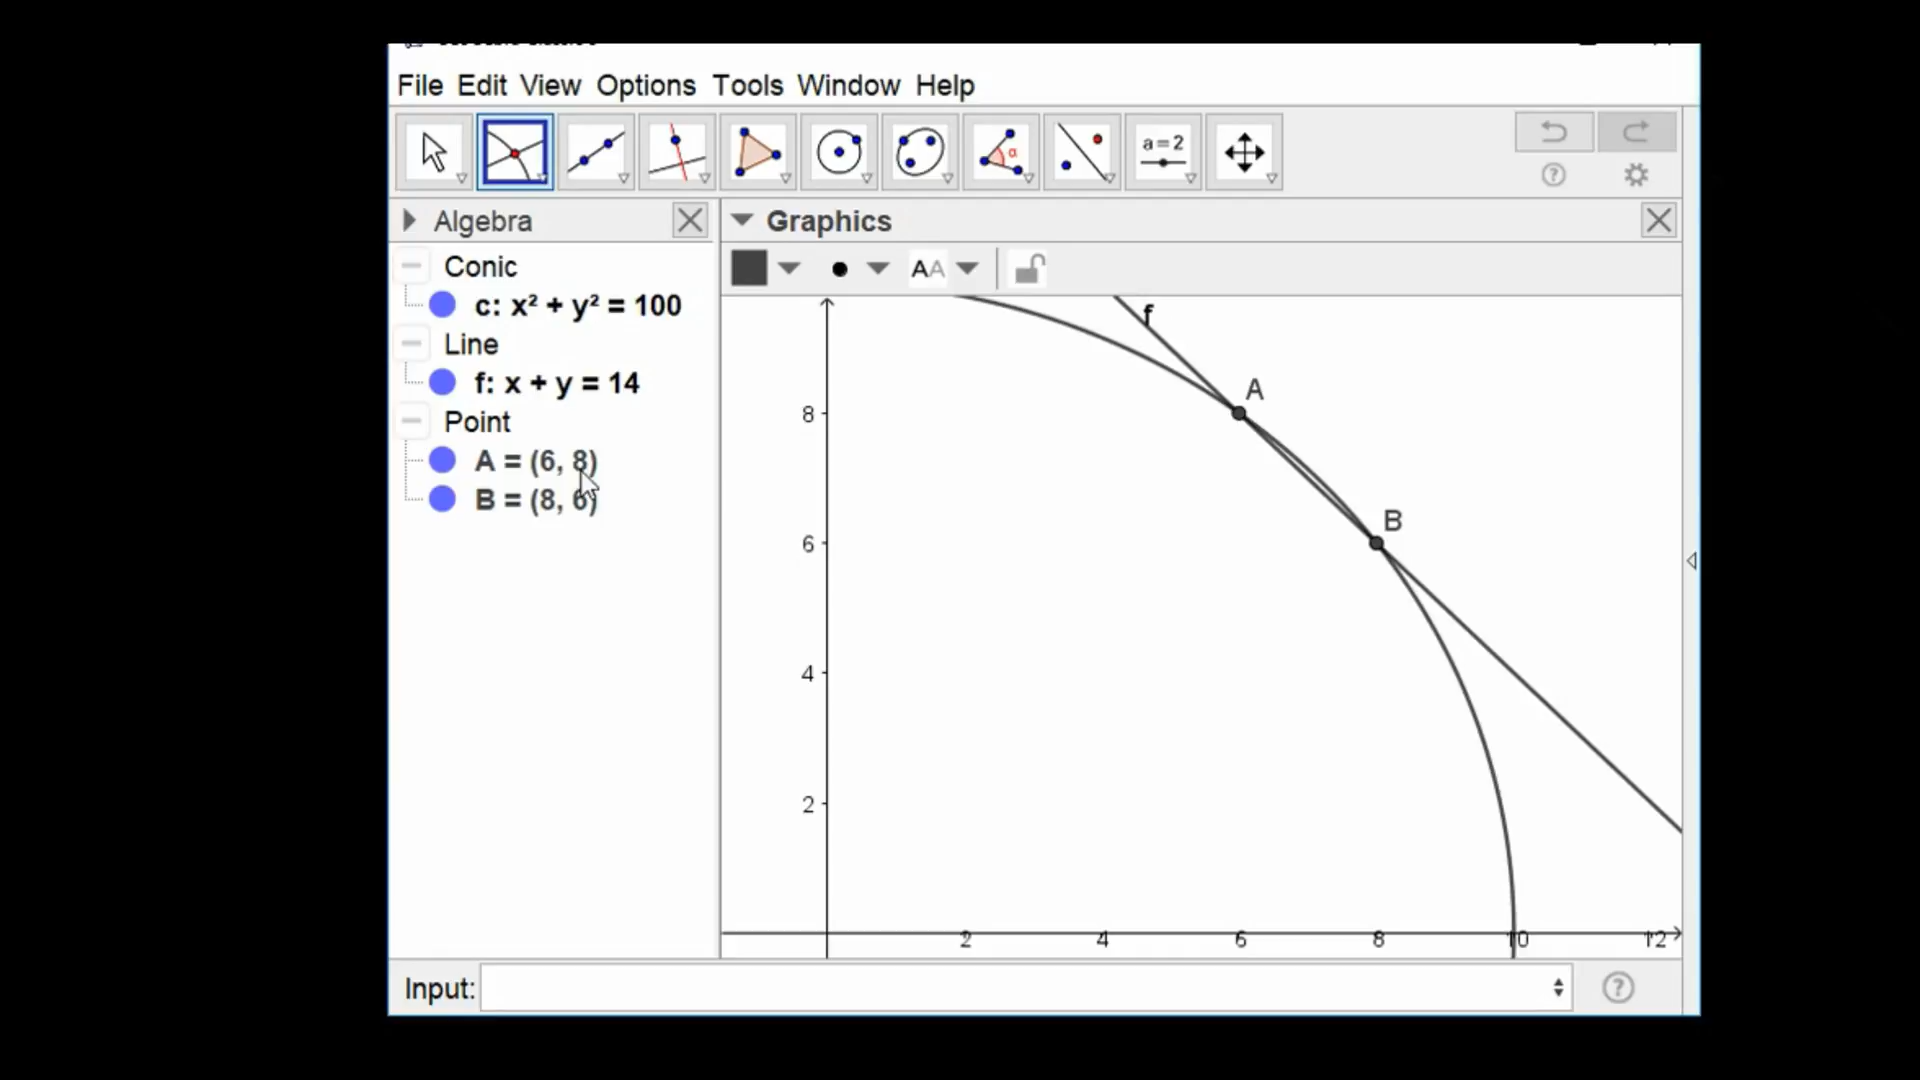 File Edit View Options Tools Window Help
α
a = 2
Algebra
Graphics
AA
Conic
c: x² + y² = 100
Line
f: x + y = 14
Point
A = (6, 8)
B = (8, 6)
f
A
8
B
6
4
2
2 4 6 8 10 12
Input: